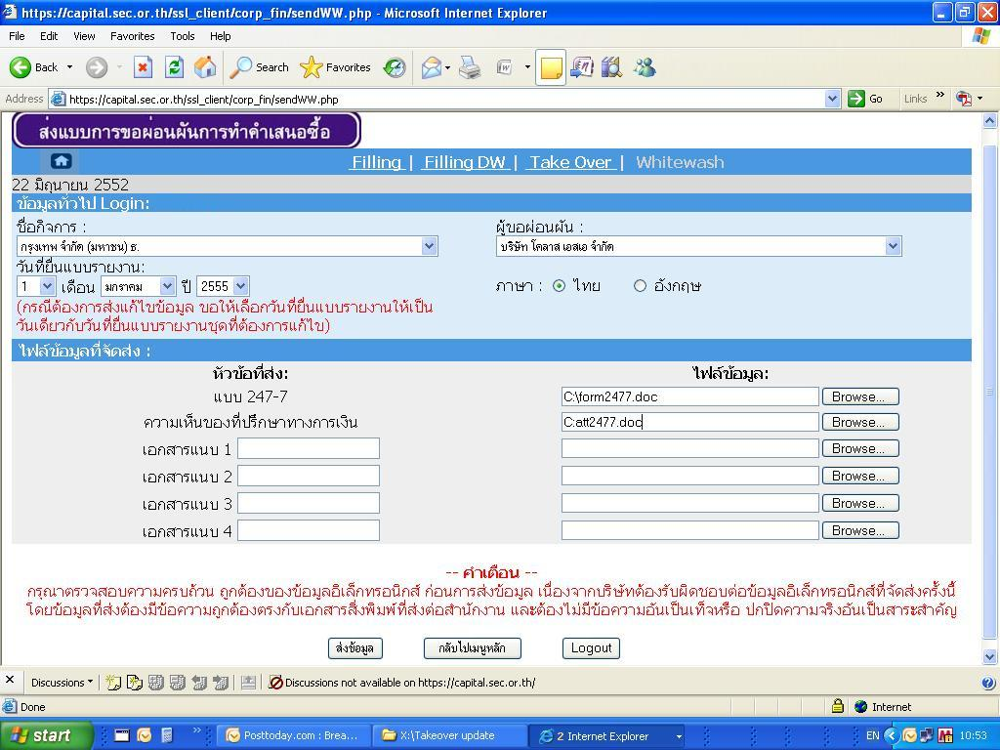 https://capital.sec.or.th/ssl_client/corp_fin/sendWW.php - Microsoft Internet Explorer
File Edit View Favorites Tools Help
Back Search Favorites
Address https://capital.sec.or.th/ssl_client/corp_fin/sendWW.php Go Links
ส่งแบบการขอผ่อนผันการทำคำเสนอซื้อ
Filling | Filling DW | Take Over | Whitewash
22 มิถุนายน 2552
ข้อมูลทั่วไป Login:
ชื่อกิจการ : ผู้ขอผ่อนผัน :
กรุงเทพ จำกัด (มหาชน) ธ. บริษัท โคลาส เอสเอ จำกัด
วันที่ยื่นแบบรายงาน:
1 เดือน มกราคม ปี 2555 ภาษา : ไทย อังกฤษ
(กรณีต้องการส่งแก้ไขข้อมูล ขอให้เลือกวันที่ยื่นแบบรายงานให้เป็น
วันเดียวกับวันที่ยื่นแบบรายงานชุดที่ต้องการแก้ไข)
ไฟล์ข้อมูลที่จัดส่ง :
หัวข้อที่ส่ง: ไฟล์ข้อมูล:
แบบ 247-7 C:\form2477.doc Browse...
ความเห็นของที่ปรึกษาทางการเงิน C:att2477.doc Browse...
เอกสารแนบ 1 Browse...
เอกสารแนบ 2 Browse...
เอกสารแนบ 3 Browse...
เอกสารแนบ 4 Browse...
-- คำเตือน --
กรุณาตรวจสอบความครบถ้วน ถูกต้องของข้อมูลอิเล็กทรอนิกส์ ก่อนการส่งข้อมูล เนื่องจากบริษัทต้องรับผิดชอบต่อข้อมูลอิเล็กทรอนิกส์ที่จัดส่งครั้งนี้
โดยข้อมูลที่ส่งต้องมีข้อความถูกต้องตรงกับเอกสารสิ่งพิมพ์ที่ส่งต่อสำนักงาน และต้องไม่มีข้อความอันเป็นเท็จหรือ ปกปิดความจริงอันเป็นสาระสำคัญ
ส่งข้อมูล กลับไปเมนูหลัก Logout
Discussions Discussions not available on https://capital.sec.or.th/
Done Internet
start Posttoday.com : Brea... X:\Takeover update 2 Internet Explorer EN 10:53